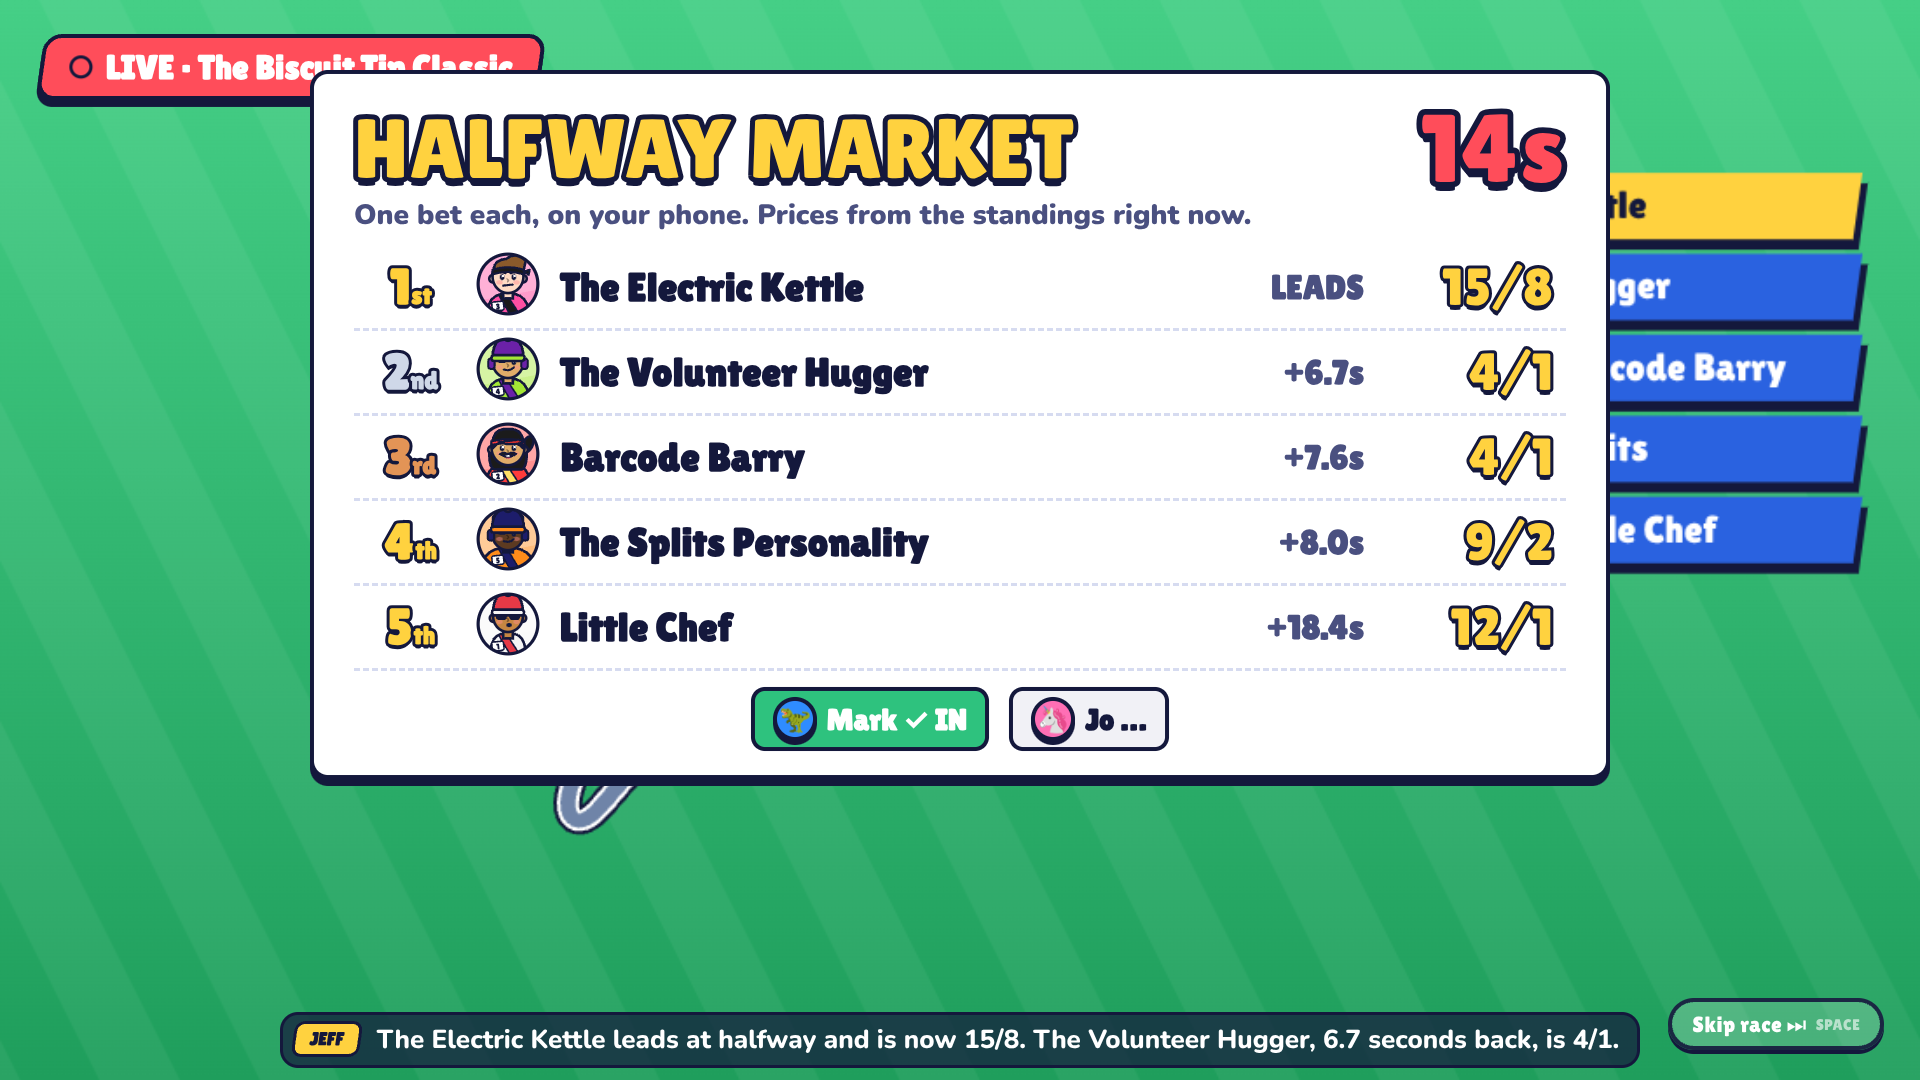 LIVE · The Biscuit Tip Classic
HALFWAY MARKET
14s
One bet each, on your phone. Prices from the standings right now.
1st The Electric Kettle LEADS 15/8
2nd The Volunteer Hugger +6.7s 4/1
3rd Barcode Barry +7.6s 4/1
4th The Splits Personality +8.0s 9/2
5th Little Chef +18.4s 12/1
Mark ✓ IN
Jo ...
tle
gger
code Barry
its
le Chef
JEFF The Electric Kettle leads at halfway and is now 15/8. The Volunteer Hugger, 6.7 seconds back, is 4/1.
Skip race ⏭ SPACE